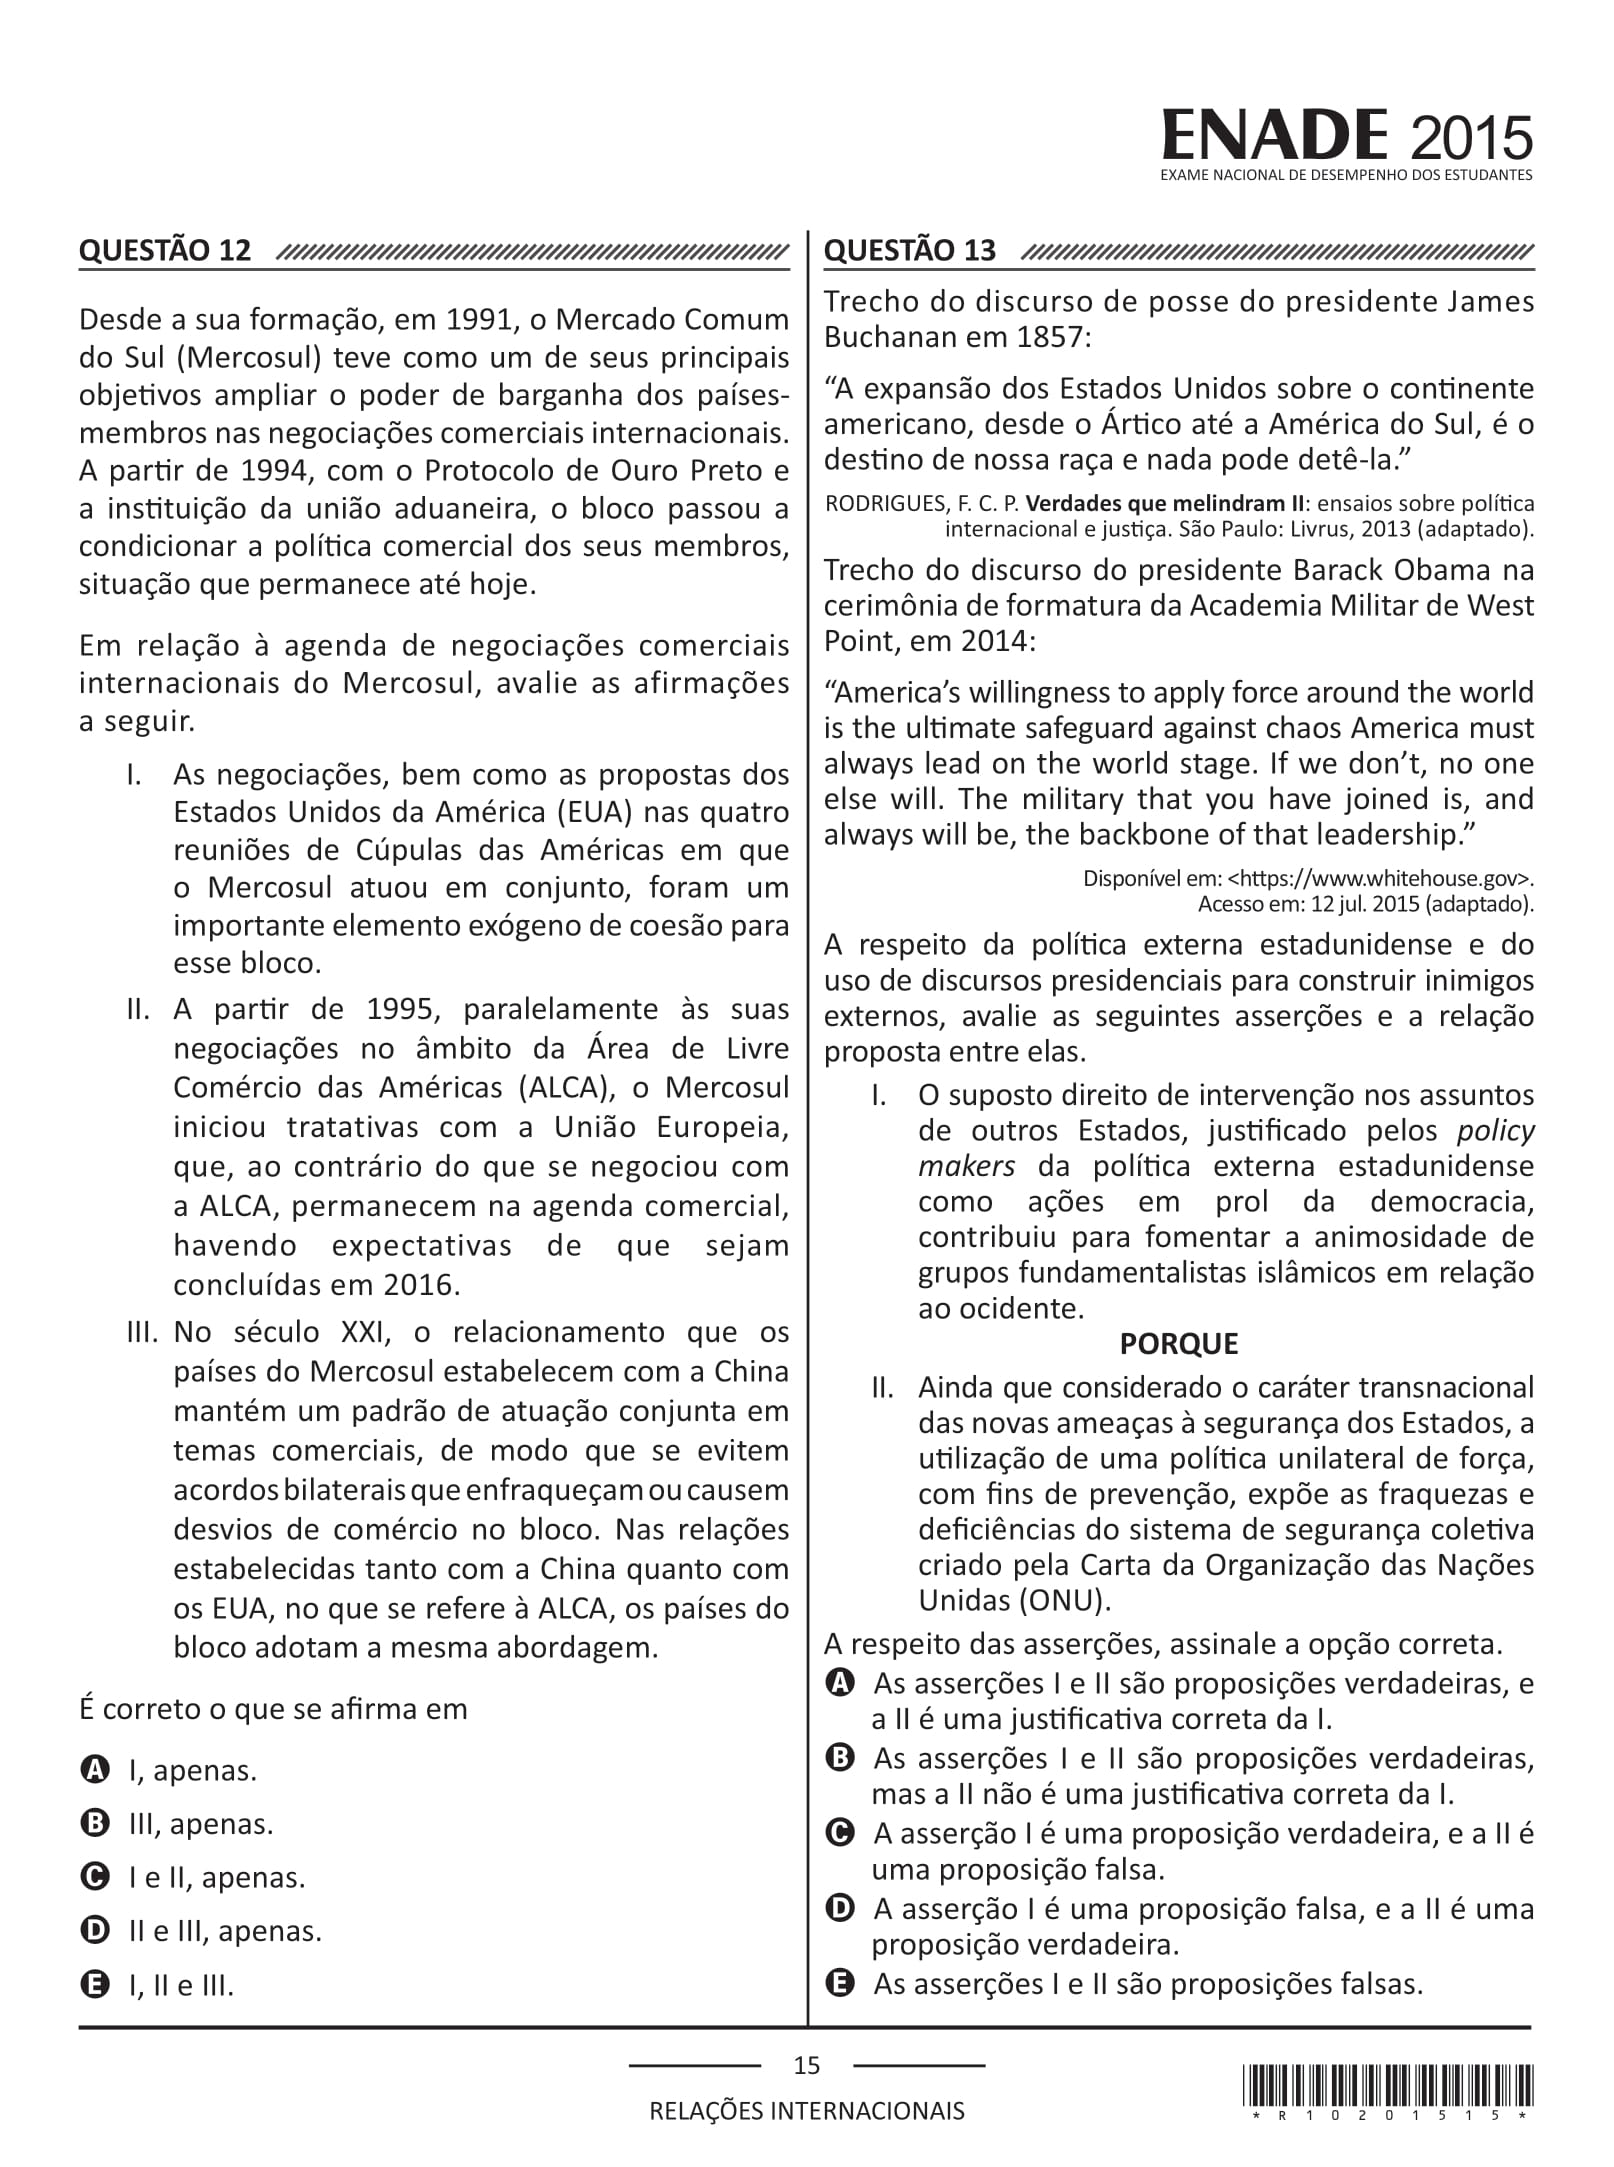 ENADE 2015
EXAME NACIONAL DE DESEMPENHO DOS ESTUDANTES
QUESTÃO 12
Desde a sua formação, em 1991, o Mercado Comum
do Sul (Mercosul) teve como um de seus principais
objetivos ampliar o poder de barganha dos países-
membros nas negociações comerciais internacionais.
A partir de 1994, com o Protocolo de Ouro Preto e
a instituição da união aduaneira, o bloco passou a
condicionar a política comercial dos seus membros,
situação que permanece até hoje.
Em relação à agenda de negociações comerciais
internacionais do Mercosul, avalie as afirmações
a seguir.
I. As negociações, bem como as propostas dos
Estados Unidos da América (EUA) nas quatro
reuniões de Cúpulas das Américas em que
o Mercosul atuou em conjunto, foram um
importante elemento exógeno de coesão para
esse bloco.
II. A partir de 1995, paralelamente às suas
negociações no âmbito da Área de Livre
Comércio das Américas (ALCA), o Mercosul
iniciou tratativas com a União Europeia,
que, ao contrário do que se negociou com
a ALCA, permanecem na agenda comercial,
havendo expectativas de que sejam
concluídas em 2016.
III. No século XXI, o relacionamento que os
países do Mercosul estabelecem com a China
mantém um padrão de atuação conjunta em
temas comerciais, de modo que se evitem
acordos bilaterais que enfraqueçam ou causem
desvios de comércio no bloco. Nas relações
estabelecidas tanto com a China quanto com
os EUA, no que se refere à ALCA, os países do
bloco adotam a mesma abordagem.
É correto o que se afirma em
A I, apenas.
B III, apenas.
C I e II, apenas.
D II e III, apenas.
E I, II e III.
QUESTÃO 13
Trecho do discurso de posse do presidente James
Buchanan em 1857:
“A expansão dos Estados Unidos sobre o continente
americano, desde o Ártico até a América do Sul, é o
destino de nossa raça e nada pode detê-la.”
RODRIGUES, F. C. P. Verdades que melindram II: ensaios sobre política
internacional e justiça. São Paulo: Livrus, 2013 (adaptado).
Trecho do discurso do presidente Barack Obama na
cerimônia de formatura da Academia Militar de West
Point, em 2014:
“America’s willingness to apply force around the world
is the ultimate safeguard against chaos America must
always lead on the world stage. If we don’t, no one
else will. The military that you have joined is, and
always will be, the backbone of that leadership.”
Disponível em: <https://www.whitehouse.gov>.
Acesso em: 12 jul. 2015 (adaptado).
A respeito da política externa estadunidense e do
uso de discursos presidenciais para construir inimigos
externos, avalie as seguintes asserções e a relação
proposta entre elas.
I. O suposto direito de intervenção nos assuntos
de outros Estados, justificado pelos policy
makers da política externa estadunidense
como ações em prol da democracia,
contribuiu para fomentar a animosidade de
grupos fundamentalistas islâmicos em relação
ao ocidente.
PORQUE
II. Ainda que considerado o caráter transnacional
das novas ameaças à segurança dos Estados, a
utilização de uma política unilateral de força,
com fins de prevenção, expõe as fraquezas e
deficiências do sistema de segurança coletiva
criado pela Carta da Organização das Nações
Unidas (ONU).
A respeito das asserções, assinale a opção correta.
A As asserções I e II são proposições verdadeiras, e
a II é uma justificativa correta da I.
B As asserções I e II são proposições verdadeiras,
mas a II não é uma justificativa correta da I.
C A asserção I é uma proposição verdadeira, e a II é
uma proposição falsa.
D A asserção I é uma proposição falsa, e a II é uma
proposição verdadeira.
E As asserções I e II são proposições falsas.
15
RELAÇÕES INTERNACIONAIS
*R10201515*